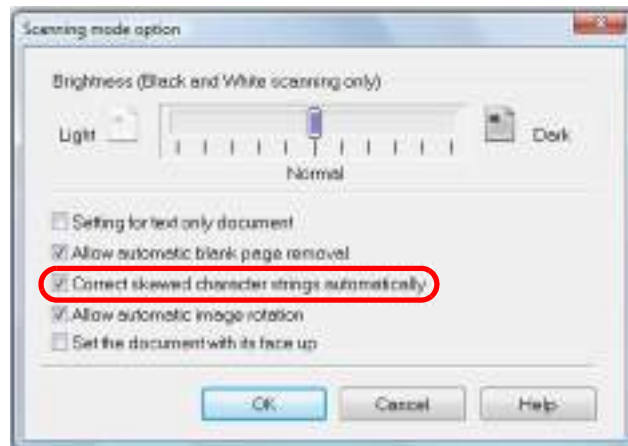 Scanning mode option
Brightness (Black and White scanning only)
Light
Dark
Normal
Setting for text only document
Allow automatic blank page removal
Correct skewed character strings automatically
Allow automatic image rotation
Set the document with its face up
OK
Cancel
Help